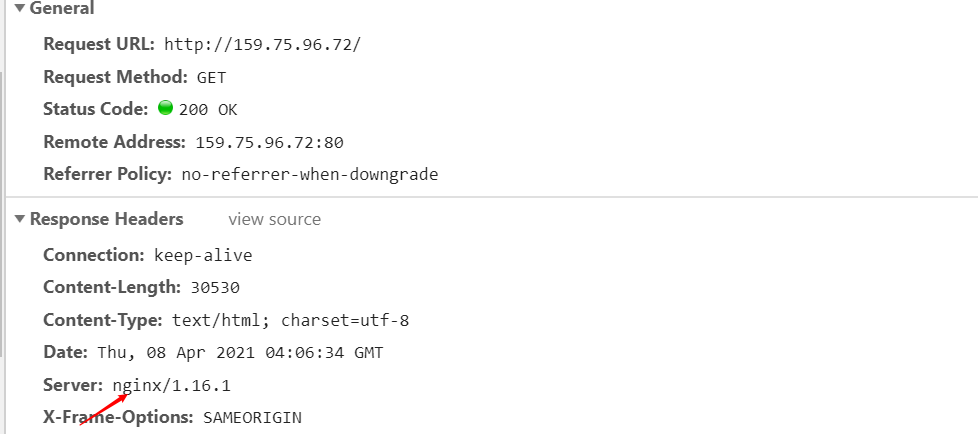 General
Request URL: http://159.75.96.72/
Request Method: GET
Status Code: 200 OK
Remote Address: 159.75.96.72:80
Referrer Policy: no-referrer-when-downgrade
Response Headers view source
Connection: keep-alive
Content-Length: 30530
Content-Type: text/html; charset=utf-8
Date: Thu, 08 Apr 2021 04:06:34 GMT
Server: nginx/1.16.1
X-Frame-Options: SAMEORIGIN